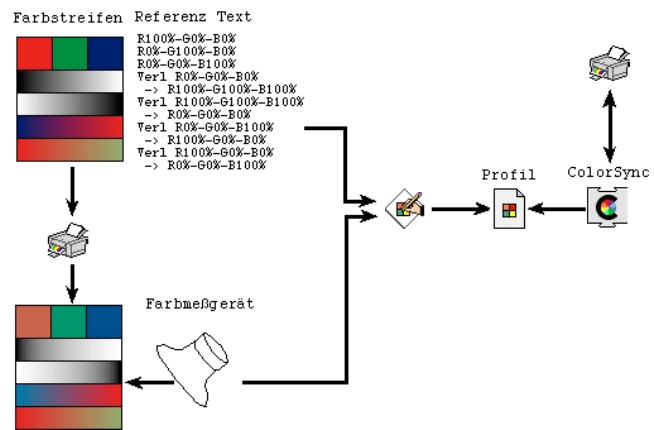 Farbstreifen Referenz Text
R100%-G0%-B0%
R0%-G100%-B0%
R0%-G0%-B100%
Verl R0%-G0%-B0%
-> R100%-G100%-B100%
Verl R100%-G100%-B100%
-> R0%-G0%-B0%
Verl R0%-G0%-B100%
-> R100%-G0%-B0%
Verl R100%-G0%-B0%
-> R0%-G0%-B100%
Profil
ColorSync
Farbmeßgerät